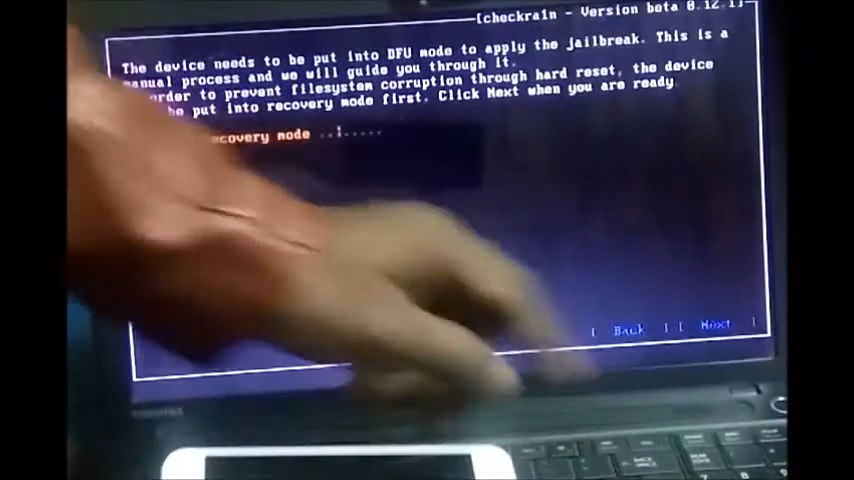 [checkra1n - Version beta 0.12.1]
The device needs to be put into DFU mode to apply the jailbreak. This is a
manual process and we will guide you through it.
order to prevent filesystem corruption through hard reset, the device
be put into recovery mode first. Click Next when you are ready
recovery mode ........
[ Back ] [ Next ]